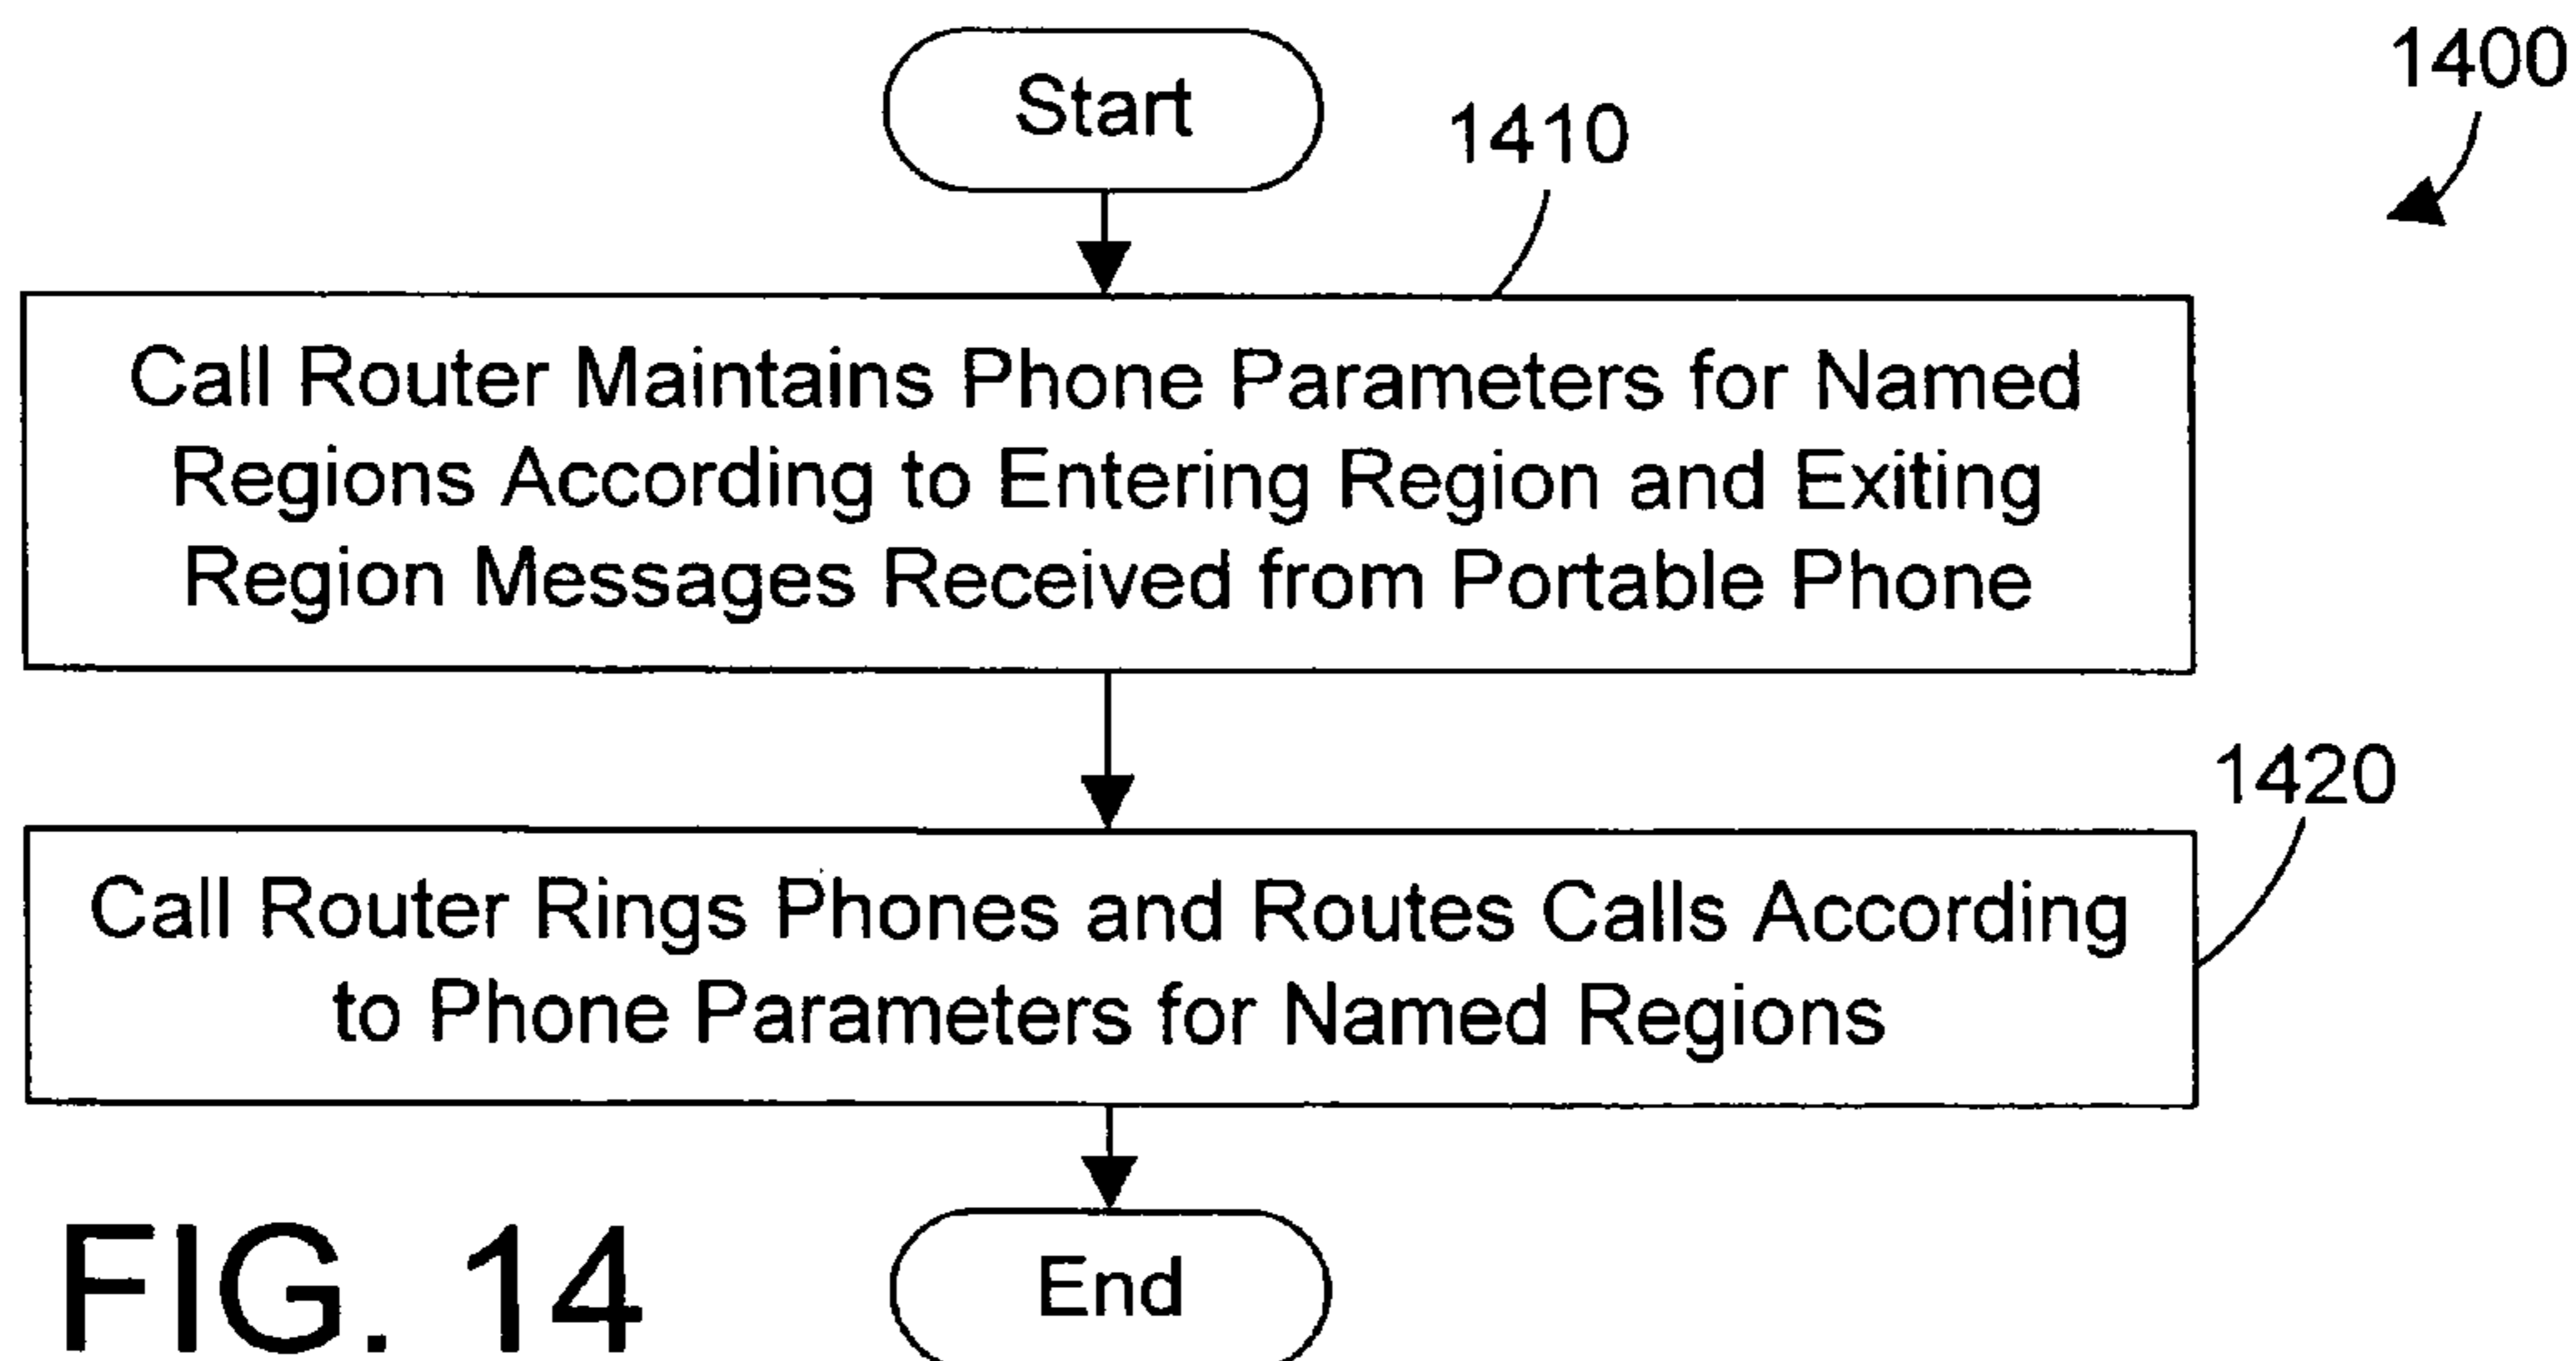 Start
1400
1410
Call Router Maintains Phone Parameters for Named
Regions According to Entering Region and Exiting
Region Messages Received from Portable Phone
1420
Call Router Rings Phones and Routes Calls According
to Phone Parameters for Named Regions
End
FIG. 14